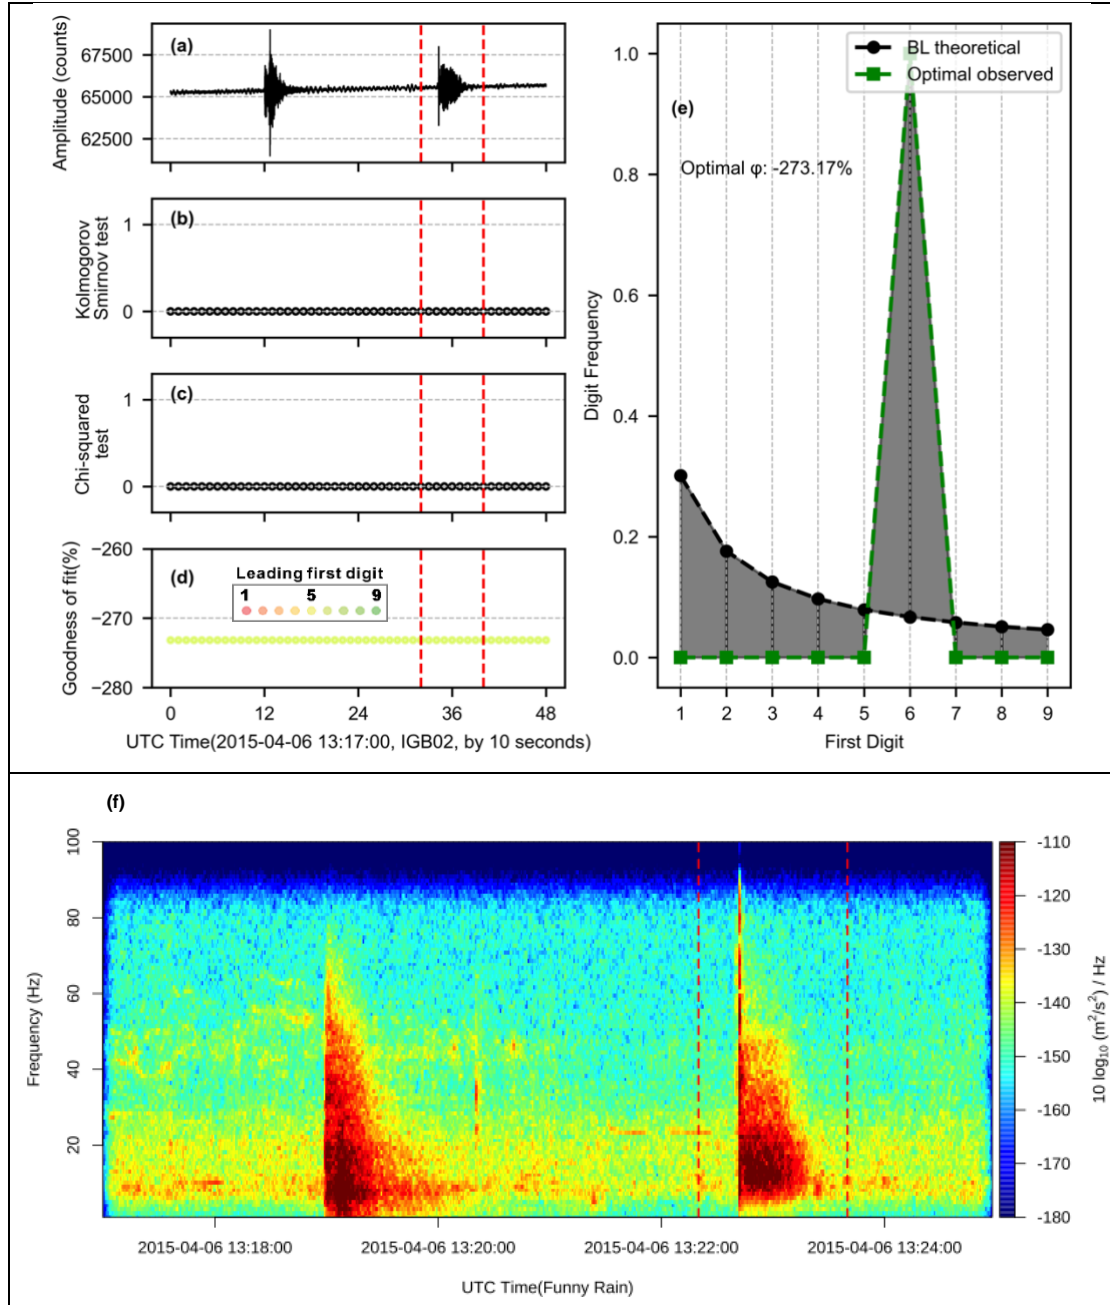 (a)
Amplitude (counts)
67500
65000
62500
(b)
Kolmogorov
Smirnov test
1
0
(c)
Chi-squared
test
1
0
(d)
Goodness of fit(%)
−260
−270
−280
Leading first digit
1 5 9
0 12 24 36 48
UTC Time(2015-04-06 13:17:00, IGB02, by 10 seconds)
(e)
BL theoretical
Optimal observed
Optimal φ: -273.17%
Digit Frequency
1.0
0.8
0.6
0.4
0.2
0.0
1 2 3 4 5 6 7 8 9
First Digit
(f)
Frequency (Hz)
100
80
60
40
20
2015-04-06 13:18:00 2015-04-06 13:20:00 2015-04-06 13:22:00 2015-04-06 13:24:00
UTC Time(Funny Rain)
-110
-120
-130
-140
-150
-160
-170
-180
10 log₁₀ (m²/s²) / Hz